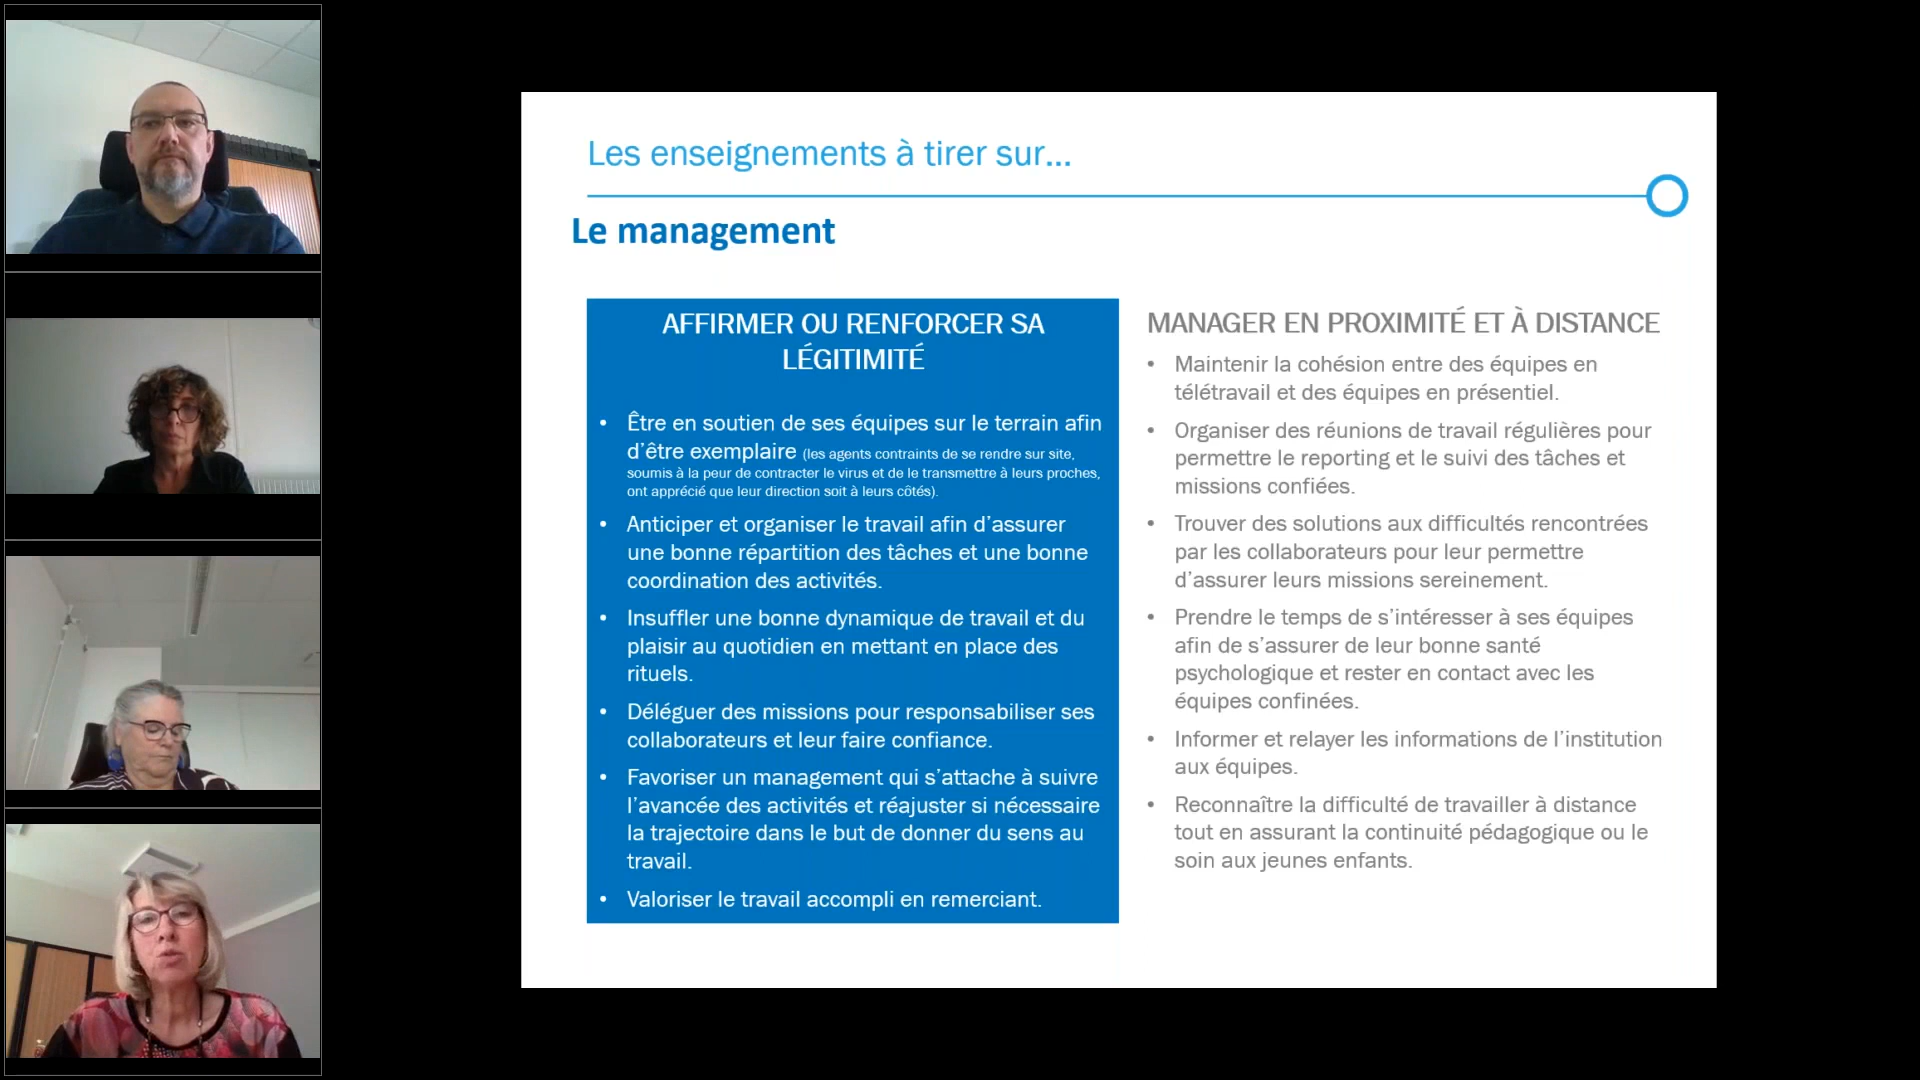 Les enseignements à tirer sur...
Le management
AFFIRMER OU RENFORCER SA
LÉGITIMITÉ
• Être en soutien de ses équipes sur le terrain afin
d'être exemplaire (les agents contraints de se rendre sur site,
soumis à la peur de contracter le virus et de le transmettre à leurs proches,
ont apprécié que leur direction soit à leurs côtés).
• Anticiper et organiser le travail afin d'assurer
une bonne répartition des tâches et une bonne
coordination des activités.
• Insuffler une bonne dynamique de travail et du
plaisir au quotidien en mettant en place des
rituels.
• Déléguer des missions pour responsabiliser ses
collaborateurs et leur faire confiance.
• Favoriser un management qui s'attache à suivre
l'avancée des activités et réajuster si nécessaire
la trajectoire dans le but de donner du sens au
travail.
• Valoriser le travail accompli en remerciant.
MANAGER EN PROXIMITÉ ET À DISTANCE
• Maintenir la cohésion entre des équipes en
télétravail et des équipes en présentiel.
• Organiser des réunions de travail régulières pour
permettre le reporting et le suivi des tâches et
missions confiées.
• Trouver des solutions aux difficultés rencontrées
par les collaborateurs pour leur permettre
d'assurer leurs missions sereinement.
• Prendre le temps de s'intéresser à ses équipes
afin de s'assurer de leur bonne santé
psychologique et rester en contact avec les
équipes confinées.
• Informer et relayer les informations de l'institution
aux équipes.
• Reconnaître la difficulté de travailler à distance
tout en assurant la continuité pédagogique ou le
soin aux jeunes enfants.